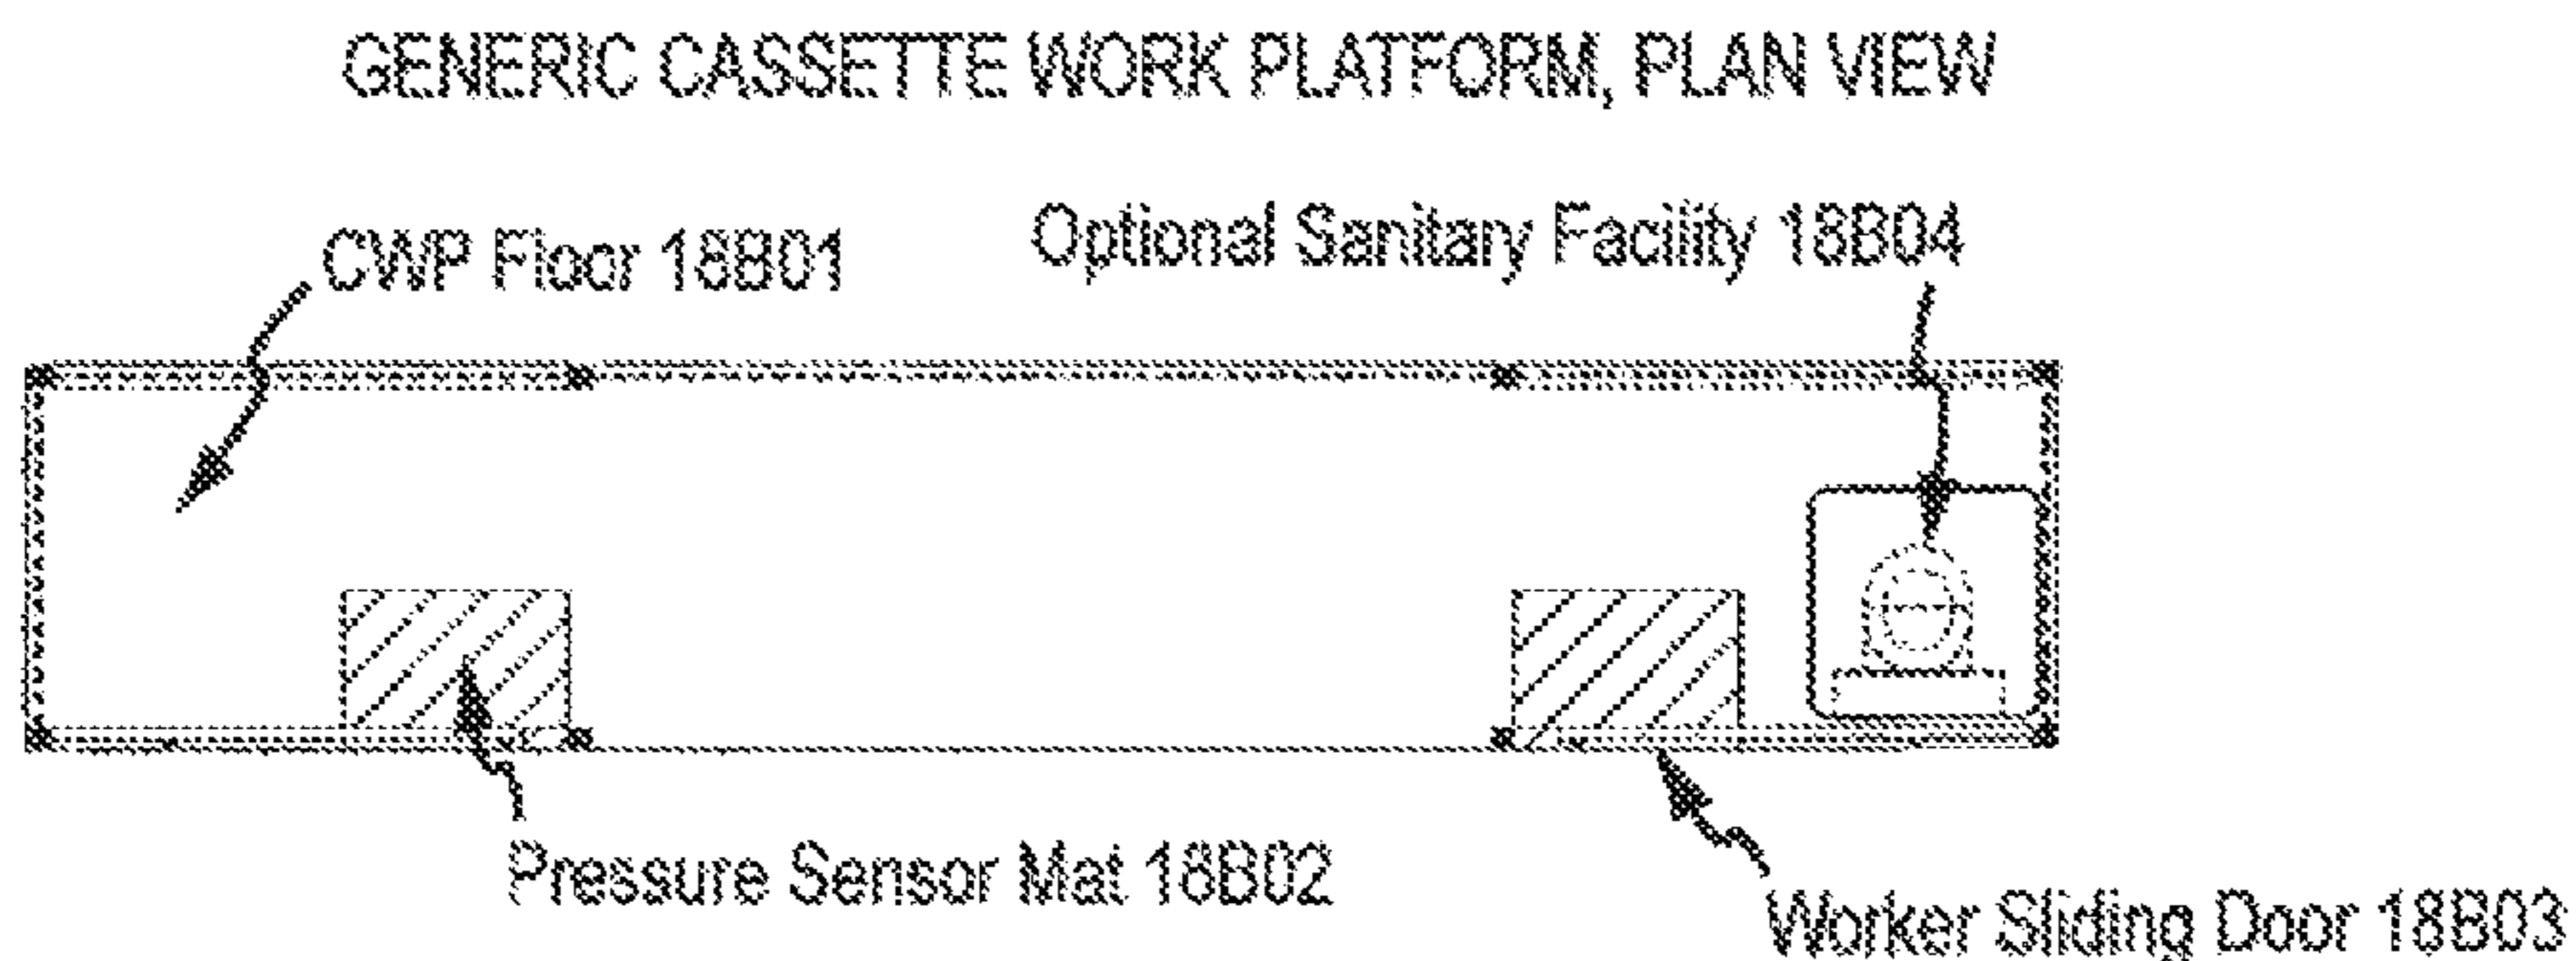 GENERIC CASSETTE WORK PLATFORM, PLAN VIEW
CWP Floor 18B01
Optional Sanitary Facility 18B04
Pressure Sensor Mat 18B02
Worker Sliding Door 18B03